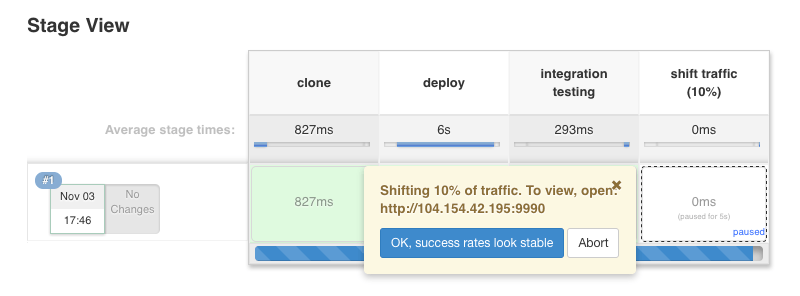 Stage View
clone
deploy
integration
testing
shift traffic
(10%)
Average stage times:
827ms
6s
293ms
0ms
#1
Nov 03
17:46
No
Changes
827ms
Shifting 10% of traffic. To view, open:
http://104.154.42.195:9990
OK, success rates look stable
Abort
0ms
(paused for 5s)
paused